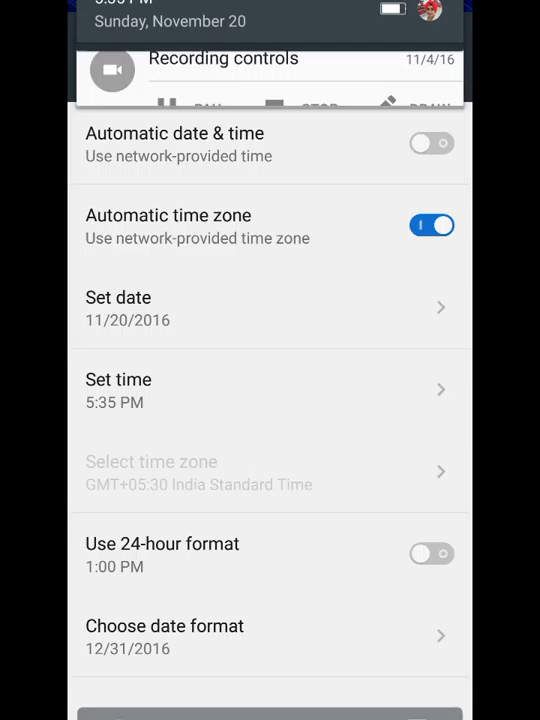 Sunday, November 20
Recording controls
11/4/16
Automatic date & time
Use network-provided time
Automatic time zone
Use network-provided time zone
Set date
11/20/2016
Set time
5:35 PM
Select time zone
GMT+05:30 India Standard Time
Use 24-hour format
1:00 PM
Choose date format
12/31/2016